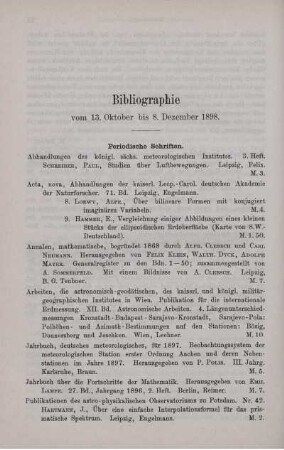 Bibliographie
vom 13. Oktober bis 8. Dezember 1898.
Periodische Schriften.
Abhandlungen des königl. sächs. meteorologischen Institutes. 3. Heft.
SCHREIBER, PAUL, Studien über Luftbewegungen. Leipzig, Felix.
M. 3.
Acta, nova, Abhandlungen der kaiserl. Leop.-Carol. deutschen Akademie
der Naturforscher. 71. Bd. Leipzig, Engelmann.
8. LOEWY, ALFR., Über bilineare Formen mit konjugiert
imaginären Variabeln. M. 4.
9. HAMMER, E., Vergleichung einiger Abbildungen eines kleinen
Stücks der ellipsoidischen Erdoberfläche (Karte von S.W.-
Deutschland). M. 1.50.
Annalen, mathematische, begründet 1868 durch ALFR. CLEBSCH und CARL
NEUMANN. Herausgegeben von FELIX KLEIN, WALTH. DYCK, ADOLPH
MAYER. Generalregister zu den Bdn. 1–50; zusammengestellt von
A. SOMMERFELD. Mit einem Bildnisse von A. CLEBSCH. Leipzig,
B. G. Teubner. M. 7.
Arbeiten, die astronomisch-geodätischen, des kaiserl. und königl. militär-
geographischen Institutes in Wien. Publikation für die internationale
Erdmessung. XII. Bd. Astronomische Arbeiten. 4. Längenunterschieds-
messungen Kronstadt-Budapest-Sarajevo-Kronstadt, Sarajevo-Pola;
Polhöhen- und Azimuth-Bestimmungen auf den Stationen: Bösig,
Donnersberg und Jeschken. Wien, Lechner. M. 10.
Jahrbuch, deutsches meteorologisches, für 1897. Beobachtungssystem der
meteorologischen Station erster Ordnung Aachen und deren Neben-
stationen im Jahre 1897. Herausgegeben von P. POLIS. III. Jahrg.
Karlsruhe, Braun. M. 5.
Jahrbuch über die Fortschritte der Mathematik. Herausgegeben von EMIL
LAMPE. 27. Bd., Jahrgang 1896, 2. Heft. Berlin, Reimer. M. 7.
Publikationen des astro-physikalischen Observatoriums zu Potsdam. Nr. 42.
HARTMANN, J., Über eine einfache Interpolationsformel für das pris-
matische Spektrum. Leipzig, Engelmann. M. 2.